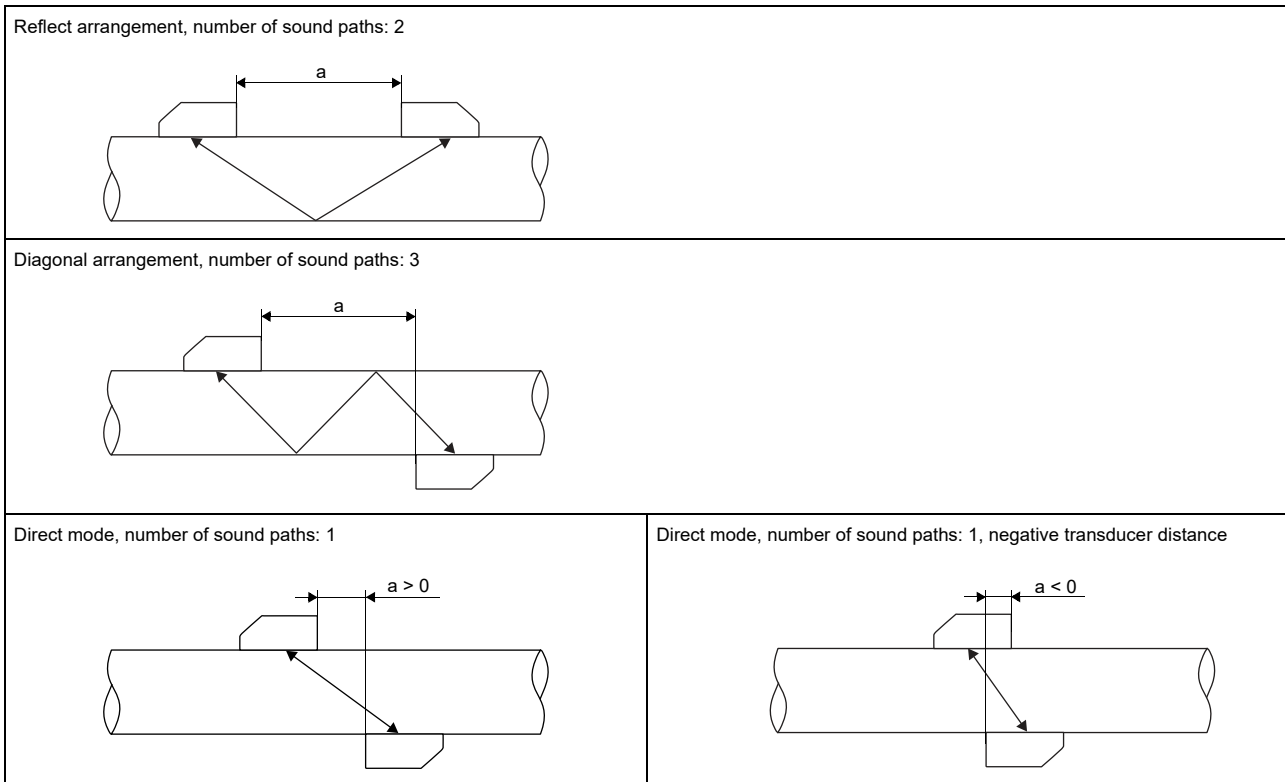 Reflect arrangement, number of sound paths: 2
a
Diagonal arrangement, number of sound paths: 3
a
Direct mode, number of sound paths: 1
a > 0
Direct mode, number of sound paths: 1, negative transducer distance
a < 0